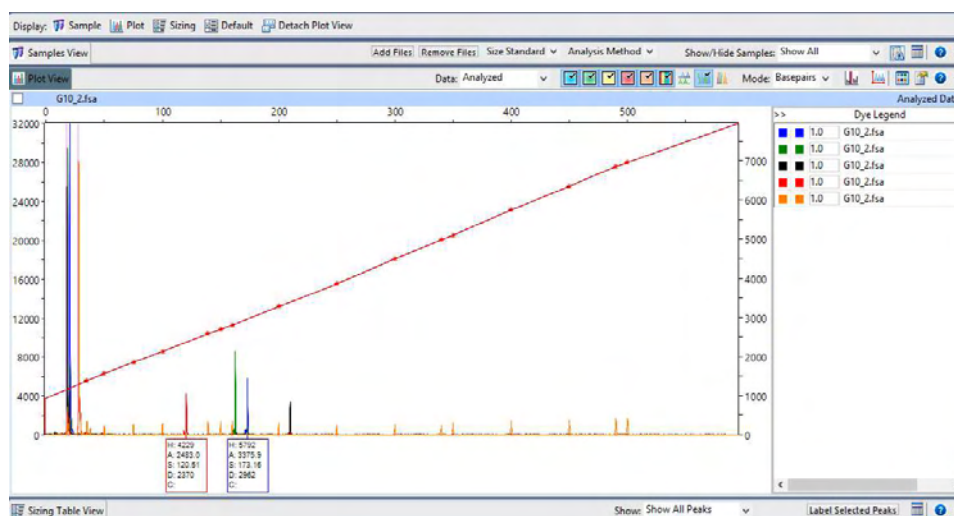 Display: Sample Plot Sizing Default Detach Plot View
Samples View Add Files Remove Files Size Standard Analysis Method Show/Hide Samples: Show All
Plot View Data: Analyzed Mode: Basepairs
G10_2.fsa Analyzed Dat
0 100 200 300 400 500
>> Dye Legend
1.0 G10_2.fsa
1.0 G10_2.fsa
1.0 G10_2.fsa
1.0 G10_2.fsa
1.0 G10_2.fsa
32000
28000
24000
20000
16000
12000
8000
4000
0
7000
6000
5000
4000
3000
2000
1000
0
H: 4229
A: 2483.0
S: 120.61
D: 2370
C:
H: 5792
A: 3375.9
S: 173.16
D: 2962
C:
Sizing Table View Show: Show All Peaks Label Selected Peaks